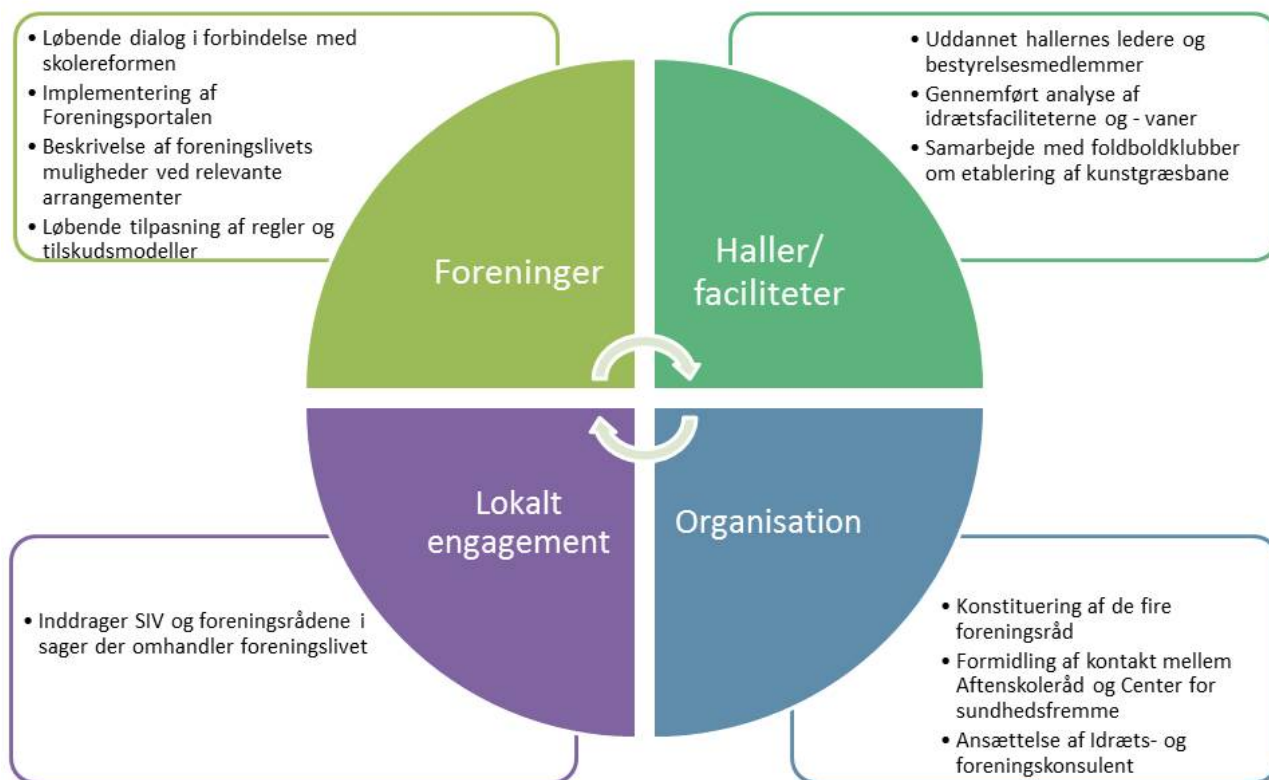 • Løbende dialog i forbindelse med
skolereformen
• Implementering af
Foreningsportalen
• Beskrivelse af foreningslivets
muligheder ved relevante
arrangementer
• Løbende tilpasning af regler og
tilskudsmodeller
• Uddannet hallernes ledere og
bestyrelsesmedlemmer
• Gennemført analyse af
idrætsfaciliteterne og - vaner
• Samarbejde med foldboldklubber
om etablering af kunstgræsbane
Foreninger
Haller/
faciliteter
Lokalt
engagement
Organisation
• Inddrager SIV og foreningsrådene i
sager der omhandler foreningslivet
• Konstituering af de fire
foreningsråd
• Formidling af kontakt mellem
Aftenskoleråd og Center for
sundhedsfremme
• Ansættelse af Idræts- og
foreningskonsulent